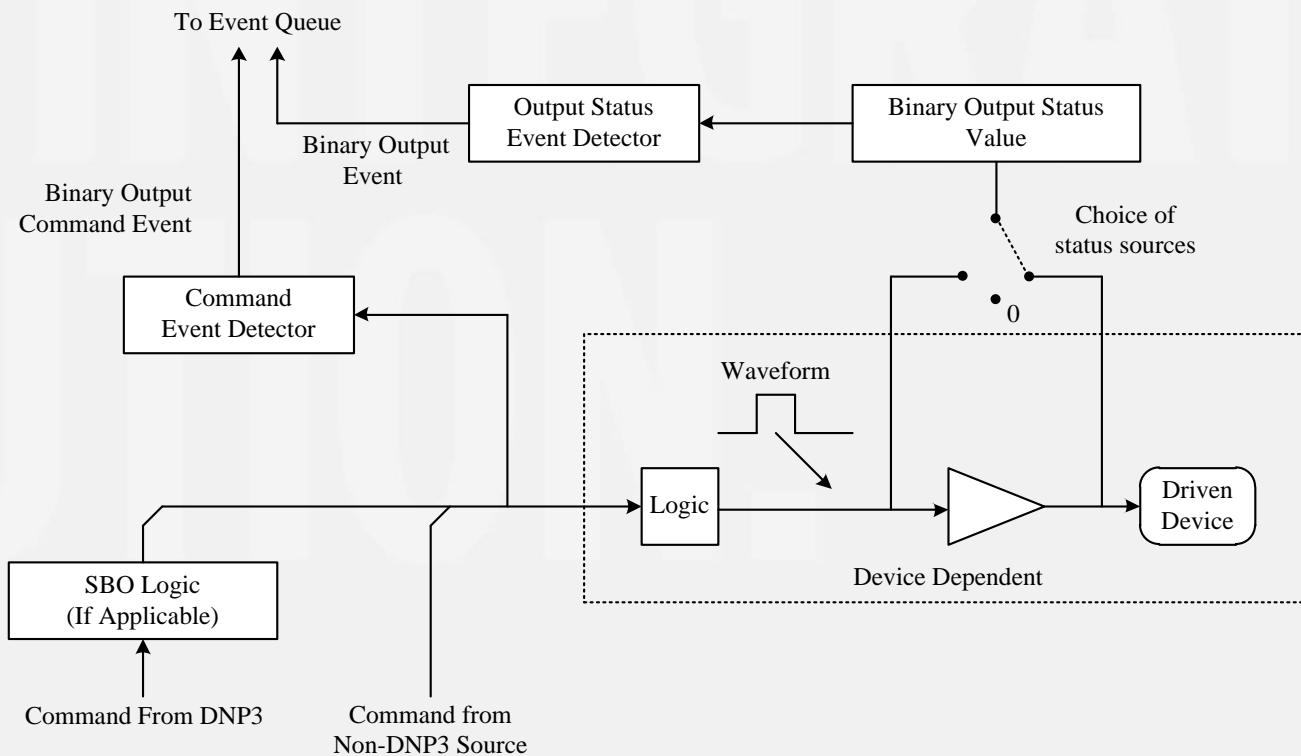 To Event Queue
Output Status
Event Detector
Binary Output Status
Value
Binary Output
Event
Binary Output
Command Event
Choice of
status sources
0
Command
Event Detector
Waveform
Logic
Driven
Device
Device Dependent
SBO Logic
(If Applicable)
Command From DNP3
Command from
Non-DNP3 Source